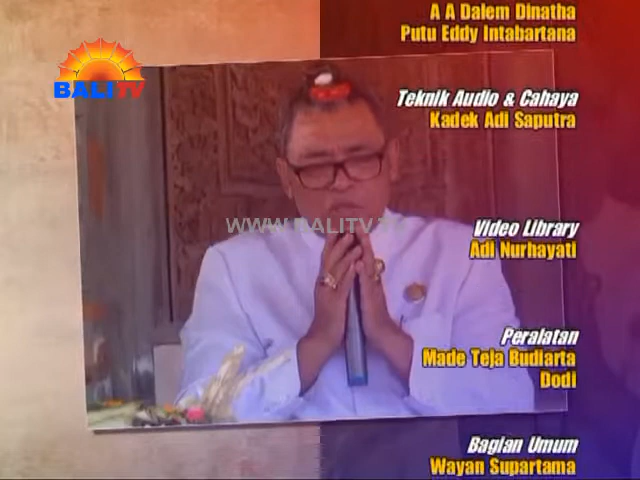 A A Dalem Dinatha
Putu Eddy Intabartana
BALI TV
Teknik Audio & Cahaya
Kadek Adi Saputra
WWW.BALITV.TV
Video Library
Adi Nurhayati
Peralatan
Made Teja Budiarta
Dodi
Bagian Umum
Wayan Supartama